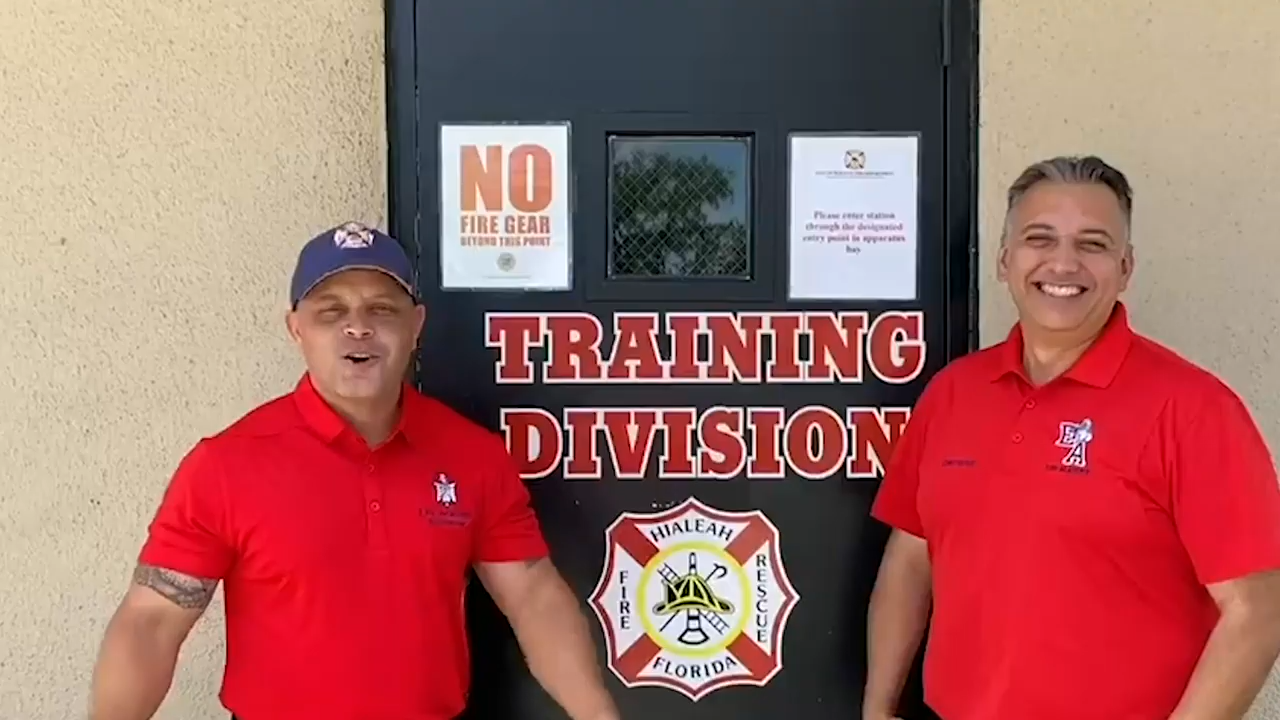 NO
FIRE GEAR
BEYOND THIS POINT
Please enter station
through the designated
entry point in apparatus
bay
TRAINING
DIVISION
HIALEAH
FIRE
RESCUE
FLORIDA
EA